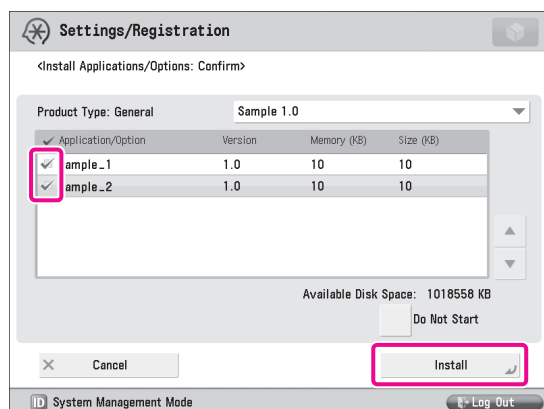 Settings/Registration
<Install Applications/Options: Confirm>
Product Type: General Sample 1.0
Application/Option Version Memory (KB) Size (KB)
ample_1 1.0 10 10
ample_2 1.0 10 10
Available Disk Space: 1018558 KB
Do Not Start
Cancel Install
ID System Management Mode Log Out